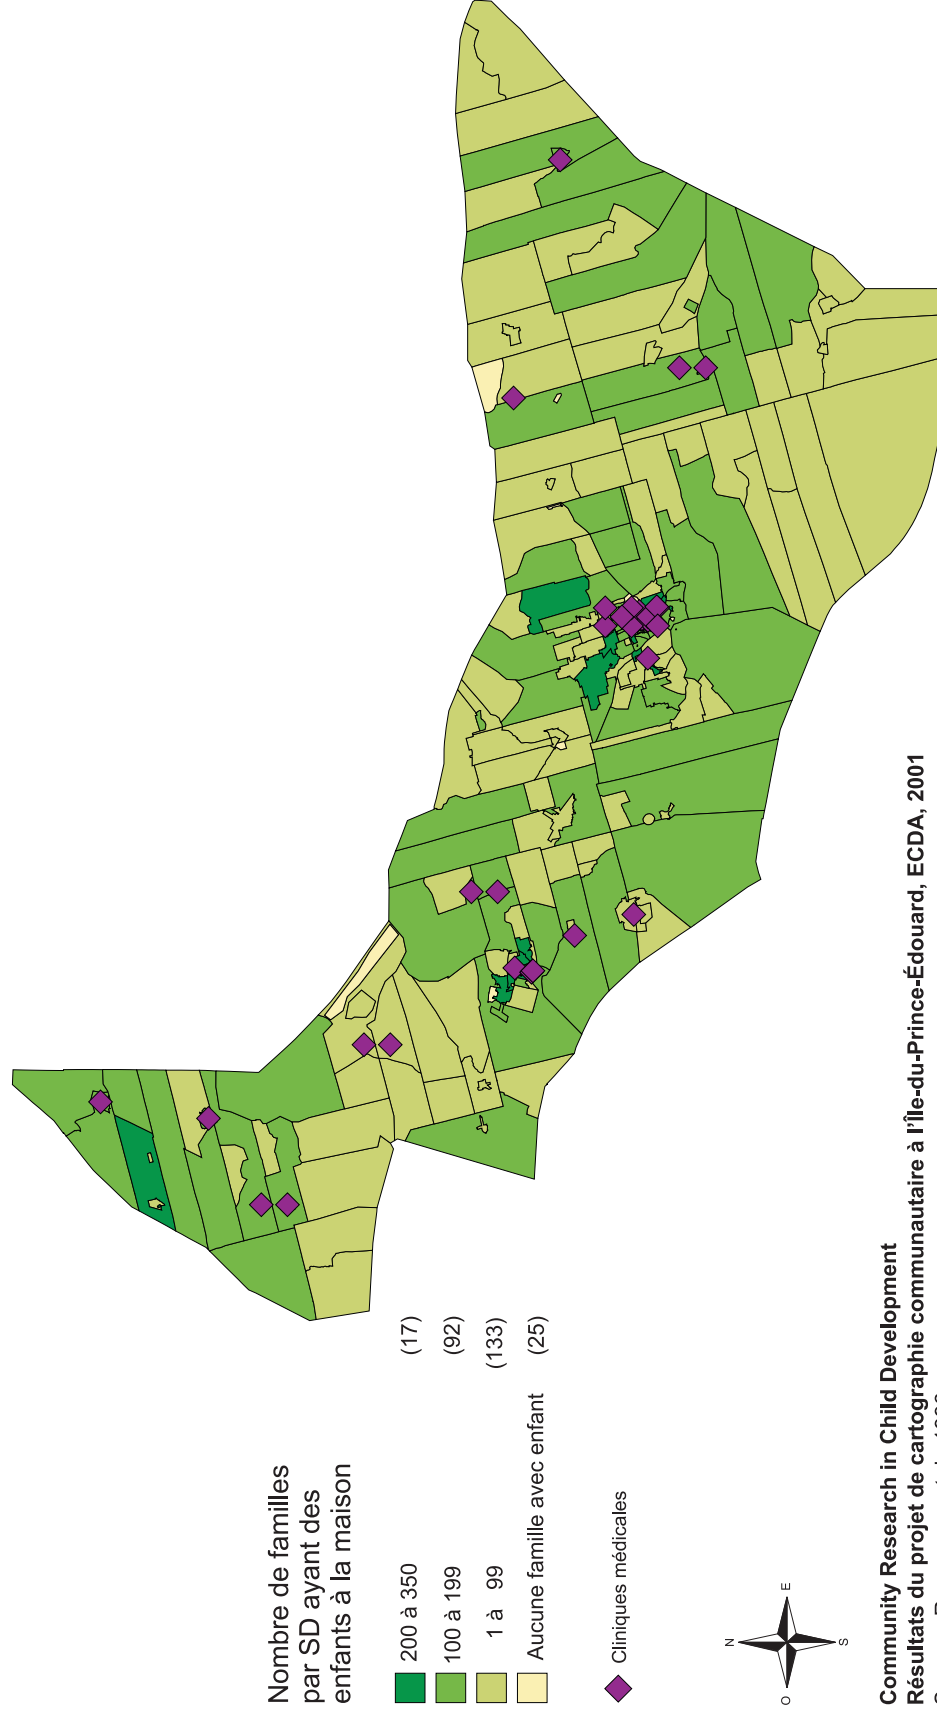 Nombre de familles
par SD ayant des
enfants à la maison
200 à 350 (17)
100 à 199 (92)
1 à 99 (133)
Aucune famille avec enfant (25)
Cliniques médicales
N
O E
S
Community Research in Child Development
Résultats du projet de cartographie communautaire à l'Île-du-Prince-Édouard, ECDA, 2001